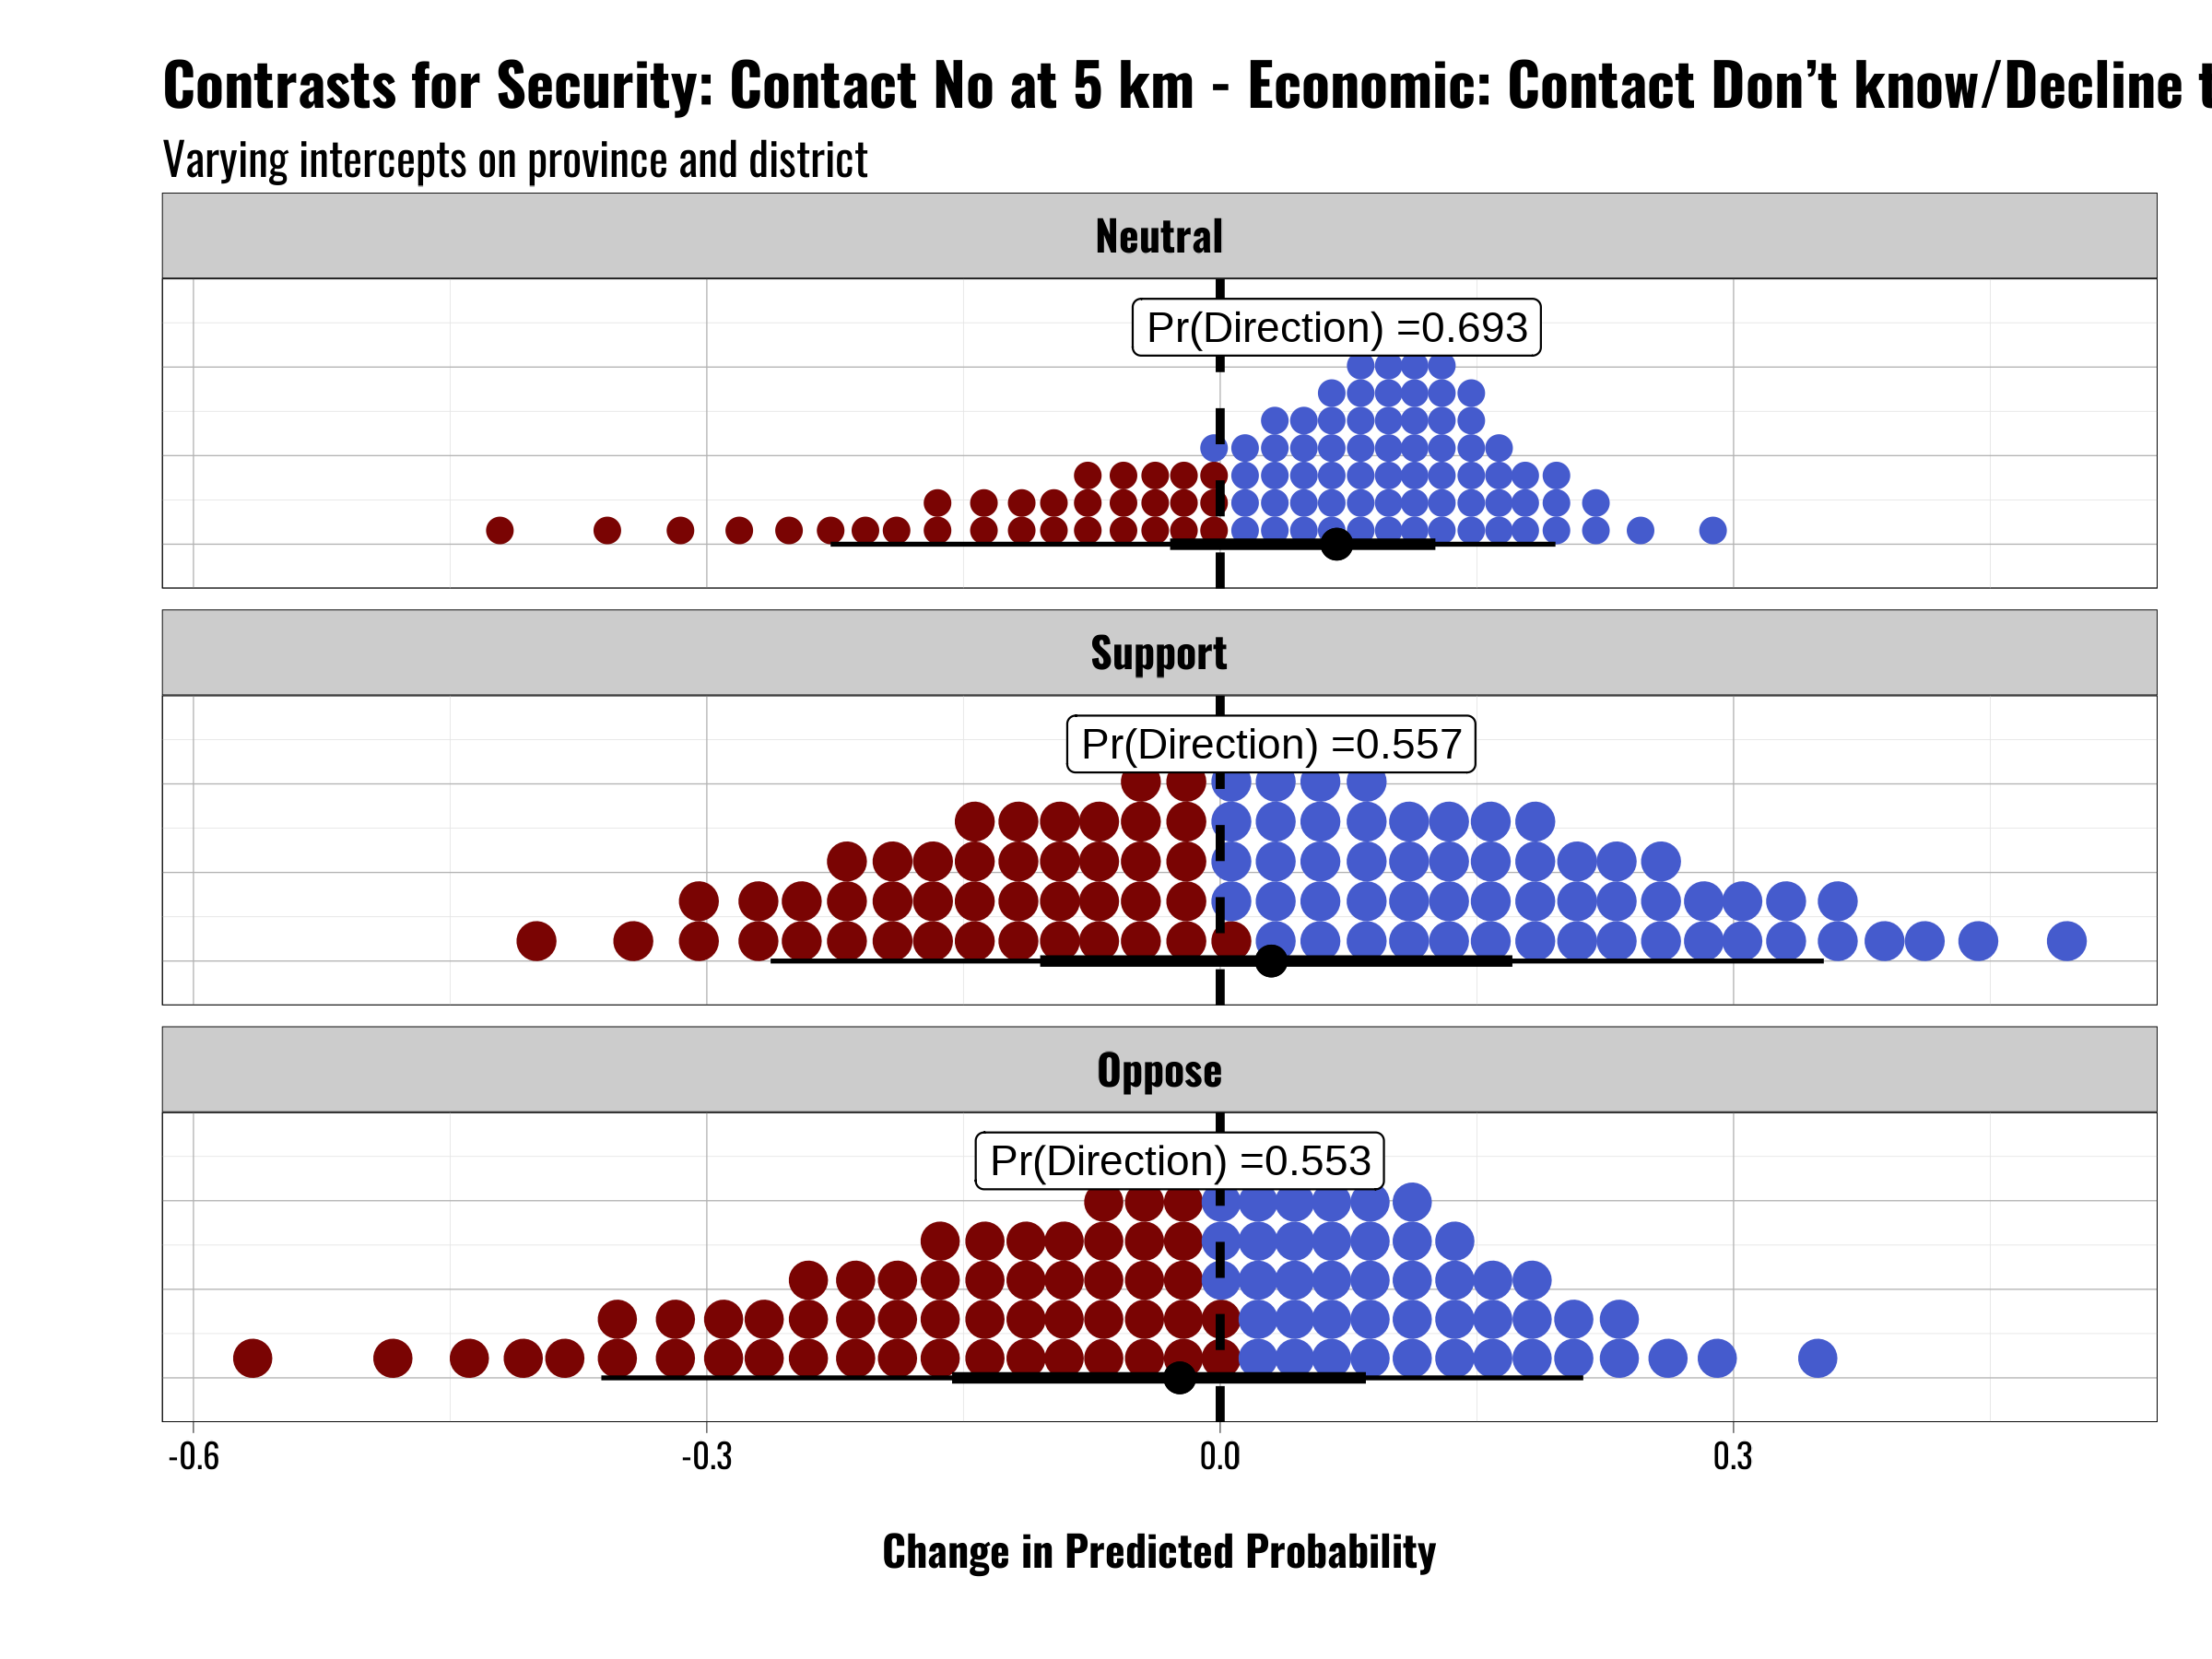 Contrasts for Security: Contact No at 5 km - Economic: Contact Don’t know/Decline t
Varying intercepts on province and district
Neutral
Pr(Direction) =0.693
Support
Pr(Direction) =0.557
Oppose
Pr(Direction) =0.553
-0.6 -0.3 0.0 0.3
Change in Predicted Probability